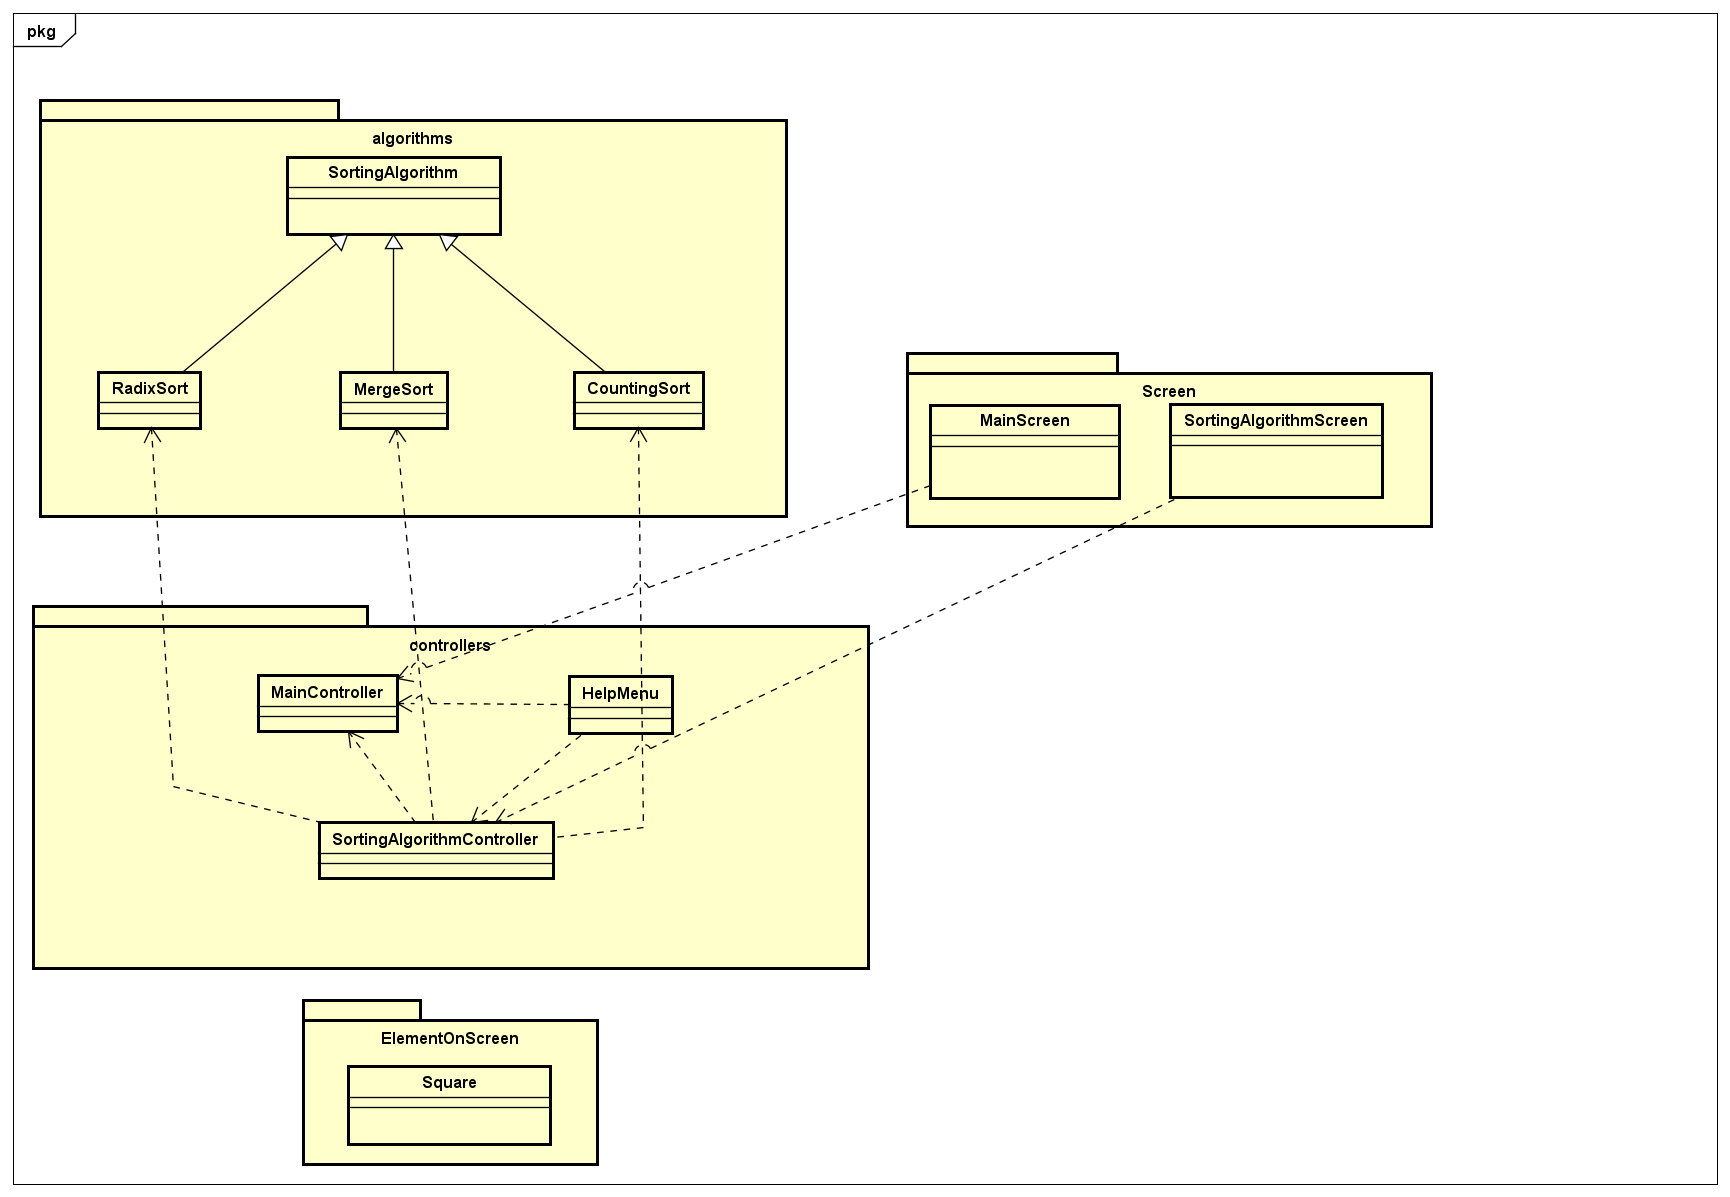 pkg
algorithms
SortingAlgorithm
RadixSort
MergeSort
CountingSort
Screen
MainScreen
SortingAlgorithmScreen
controllers
MainController
HelpMenu
SortingAlgorithmController
ElementOnScreen
Square